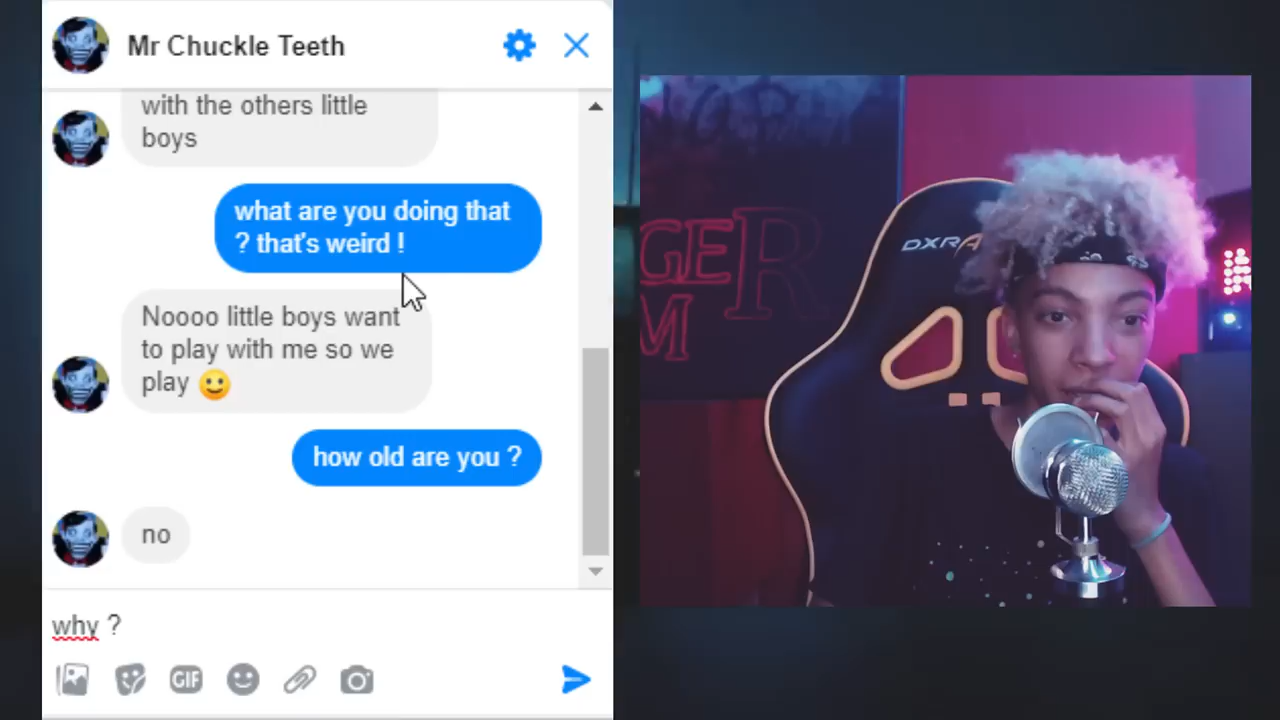 Mr Chuckle Teeth
with the others little
boys
what are you doing that
? that's weird !
Noooo little boys want
to play with me so we
play
how old are you ?
no
why ?
GIF
GER
M